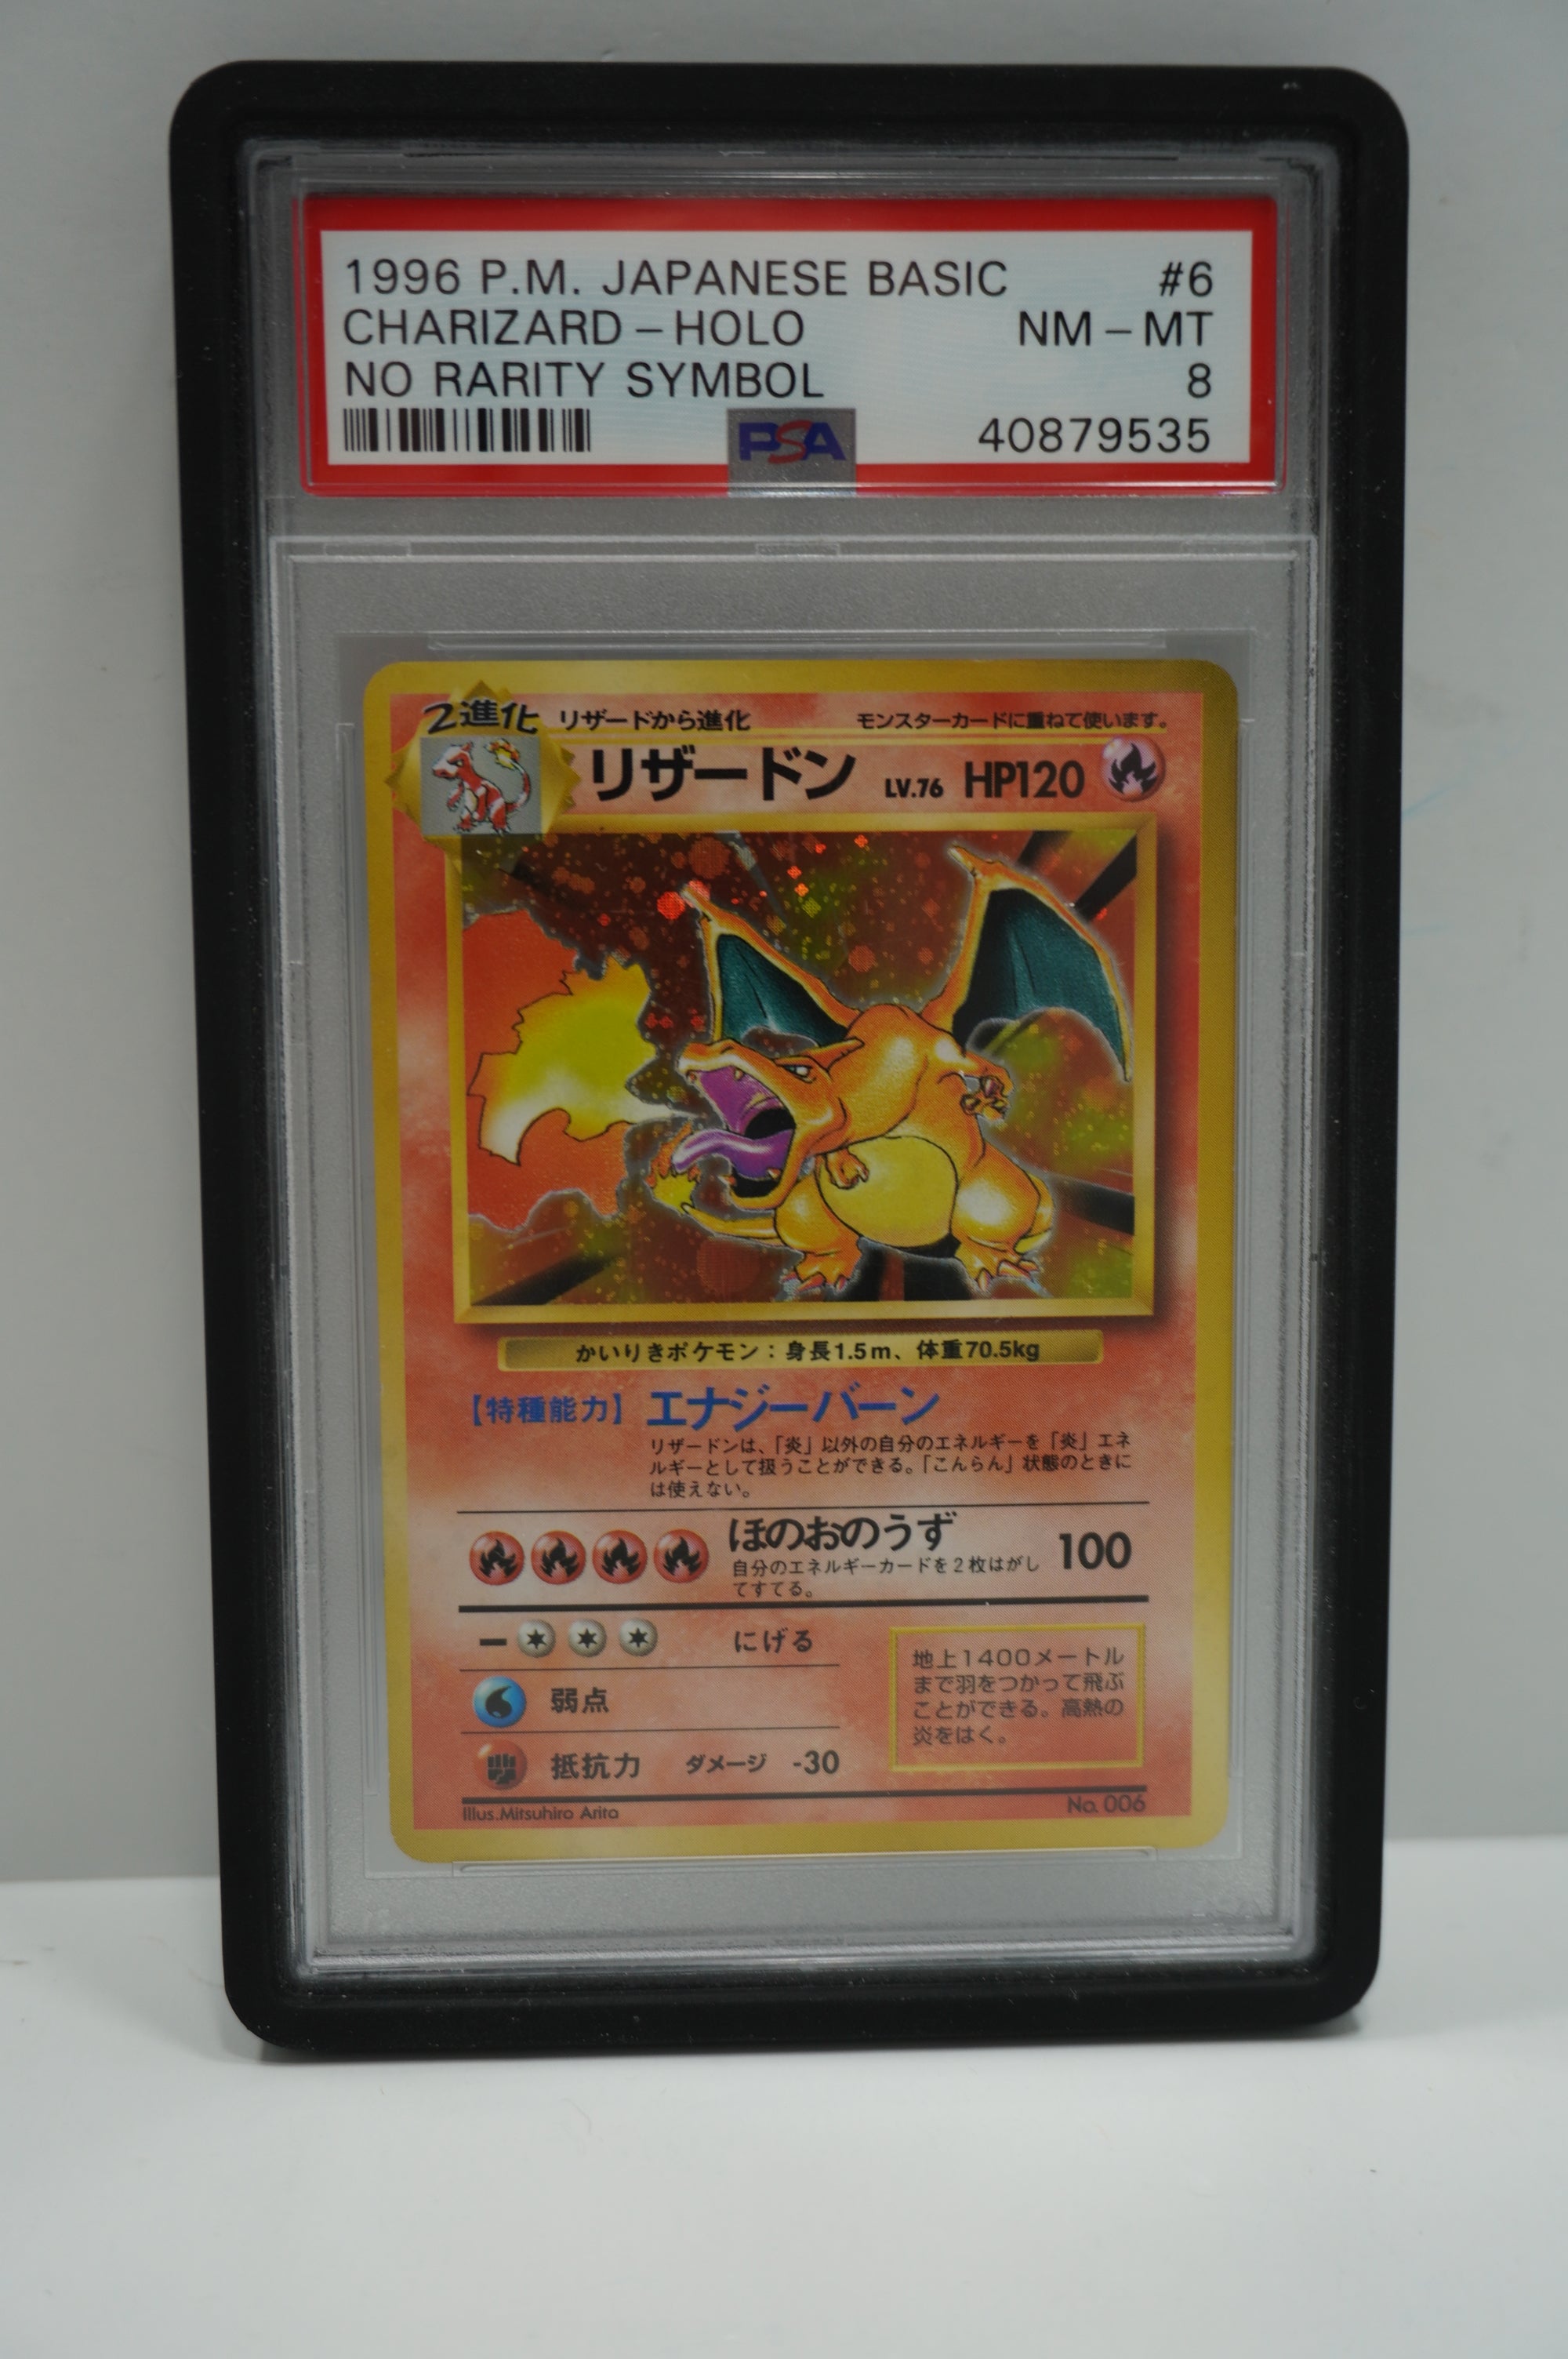 1996 P.M. JAPANESE BASIC #6
CHARIZARD-HOLO NM-MT
NO RARITY SYMBOL 8
PSA 40879535
2進化 リザードから進化 モンスターカードに重ねて使います。
リザードン LV.76 HP120
かいりきポケモン：身長1.5m、体重70.5kg
【特種能力】エナジーバーン
リザードンは、「炎」以外の自分のエネルギーを「炎」エネ
ルギーとして扱うことができる。「こんらん」状態のときに
は使えない。
ほのおのうず 100
自分のエネルギーカードを2枚はがし
てすてる。
にげる
弱点
抵抗力 ダメージ -30
地上1400メートル
まで羽をつかって飛ぶ
ことができる。高熱の
炎をはく。
Illus.Mitsuhiro Arita No.006